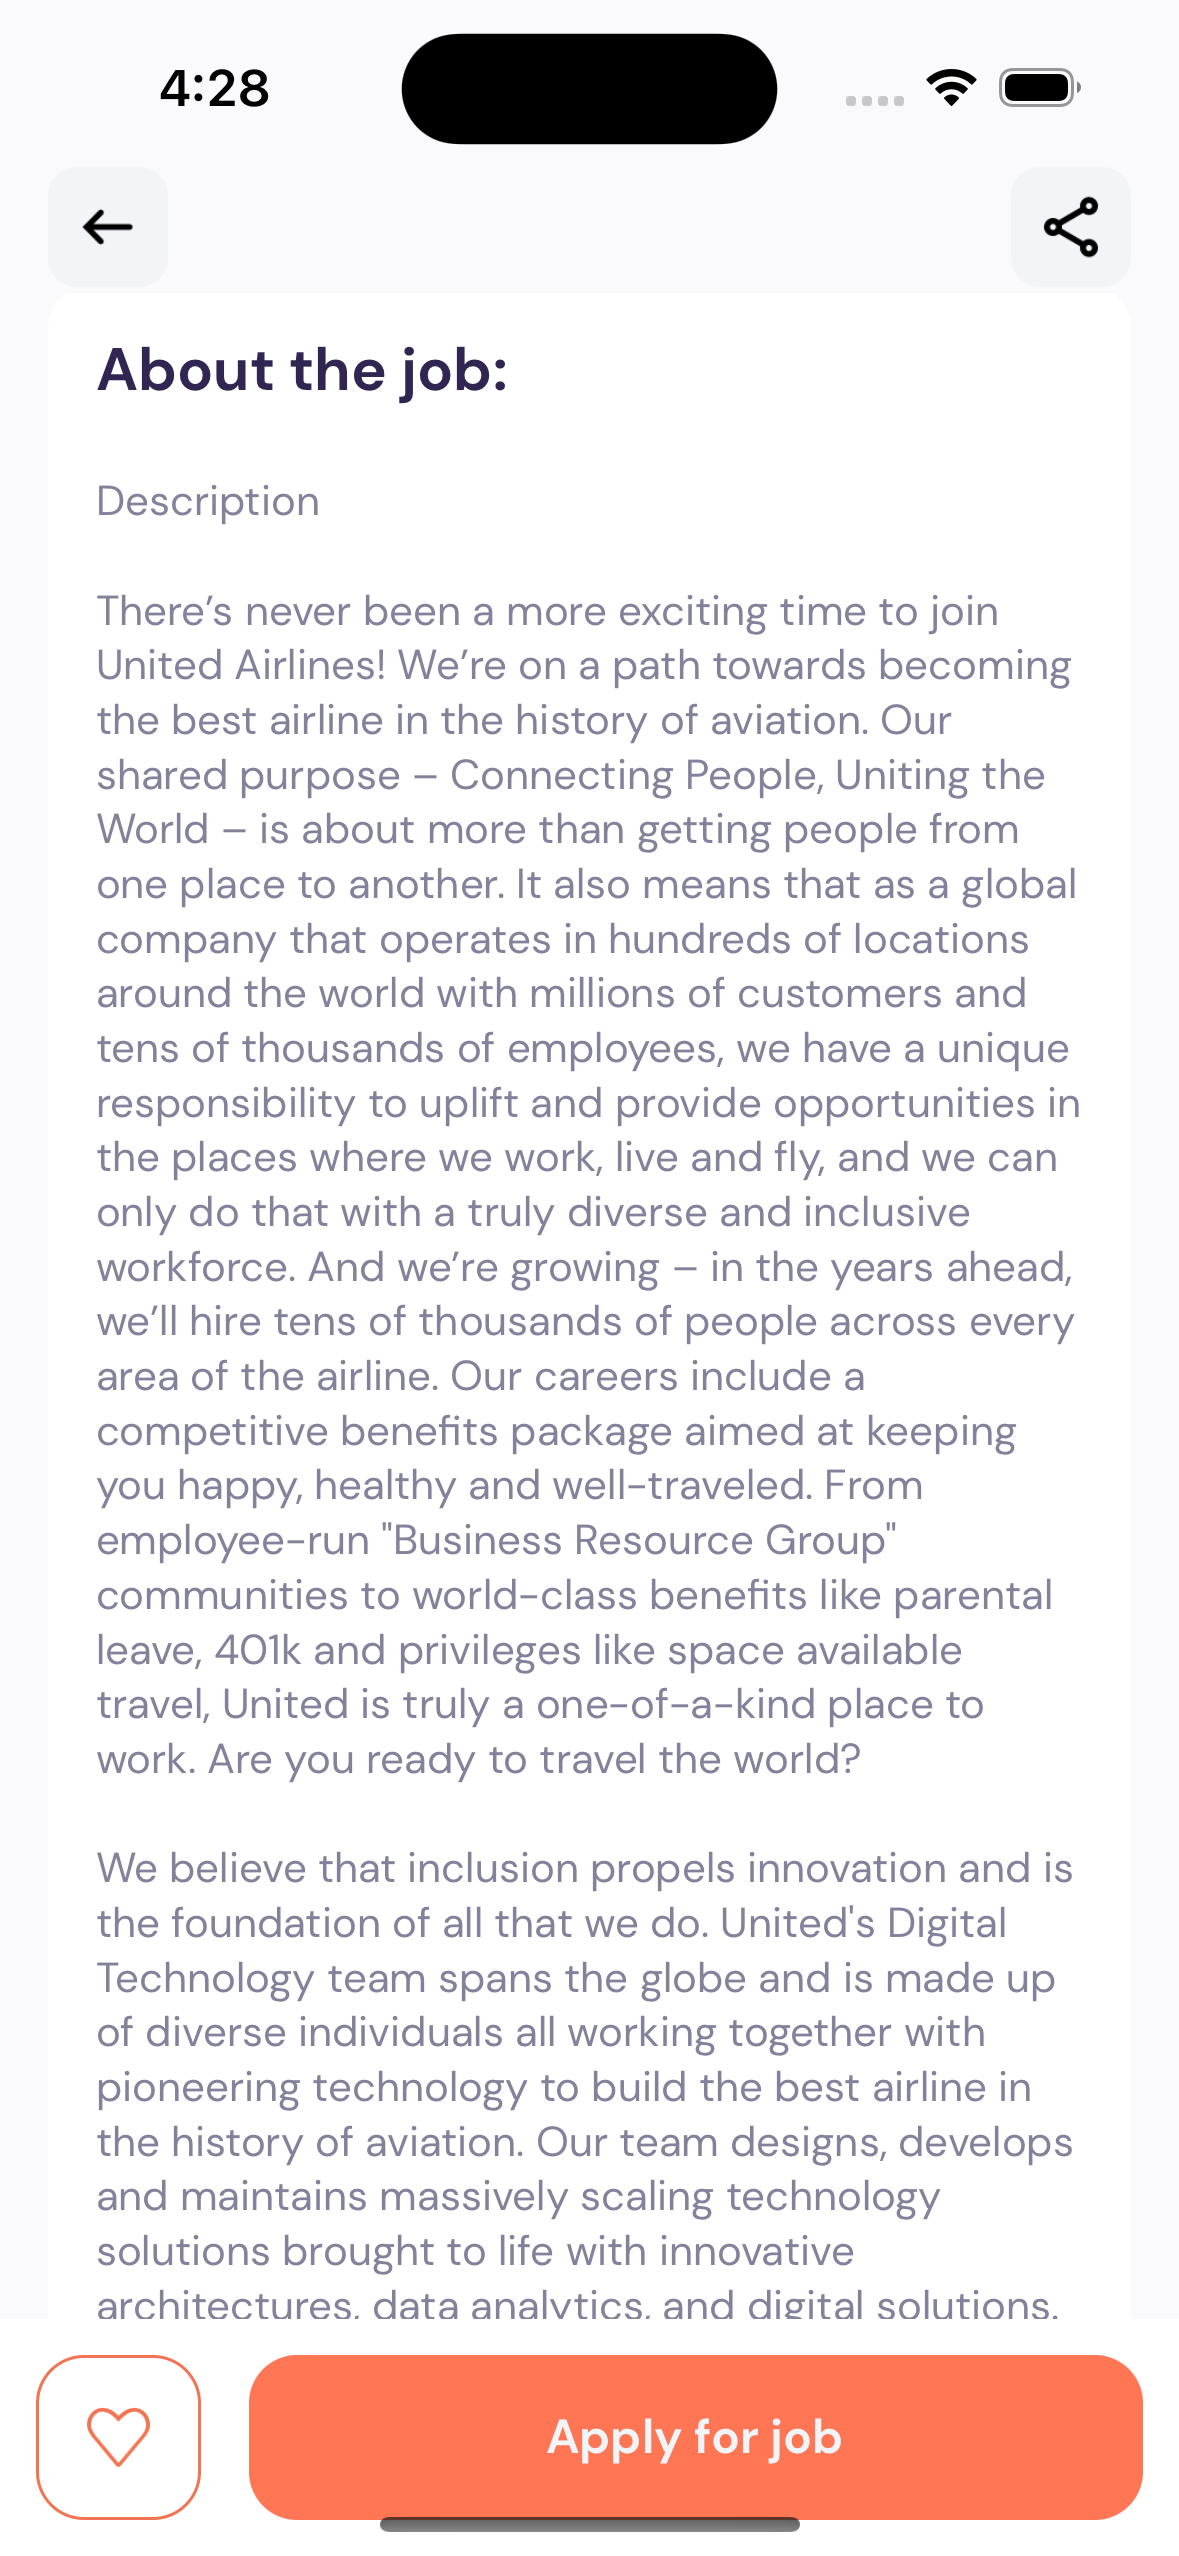 4:28
About the job:
Description
There’s never been a more exciting time to join
United Airlines! We’re on a path towards becoming
the best airline in the history of aviation. Our
shared purpose – Connecting People, Uniting the
World – is about more than getting people from
one place to another. It also means that as a global
company that operates in hundreds of locations
around the world with millions of customers and
tens of thousands of employees, we have a unique
responsibility to uplift and provide opportunities in
the places where we work, live and fly, and we can
only do that with a truly diverse and inclusive
workforce. And we’re growing – in the years ahead,
we’ll hire tens of thousands of people across every
area of the airline. Our careers include a
competitive benefits package aimed at keeping
you happy, healthy and well-traveled. From
employee-run "Business Resource Group"
communities to world-class benefits like parental
leave, 401k and privileges like space available
travel, United is truly a one-of-a-kind place to
work. Are you ready to travel the world?
We believe that inclusion propels innovation and is
the foundation of all that we do. United's Digital
Technology team spans the globe and is made up
of diverse individuals all working together with
pioneering technology to build the best airline in
the history of aviation. Our team designs, develops
and maintains massively scaling technology
solutions brought to life with innovative
architectures, data analytics, and digital solutions.
Apply for job